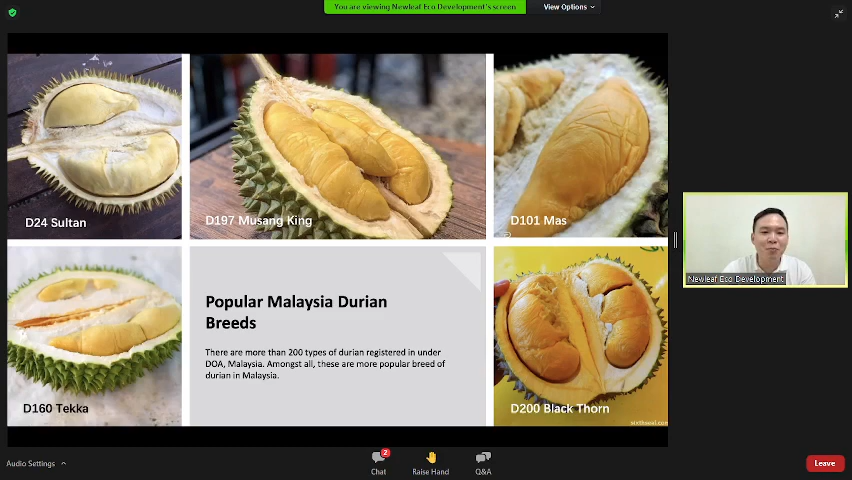 You are viewing Newleaf Eco Development's screen
View Options
D24 Sultan
D197 Musang King
D101 Mas
Newleaf Eco Development
Popular Malaysia Durian
Breeds
There are more than 200 types of durian registered in under
DOA, Malaysia. Amongst all, these are more popular breed of
durian in Malaysia.
D160 Tekka
D200 Black Thorn
sixthseal.com
Audio Settings
2
Chat
Raise Hand
Q&A
Leave